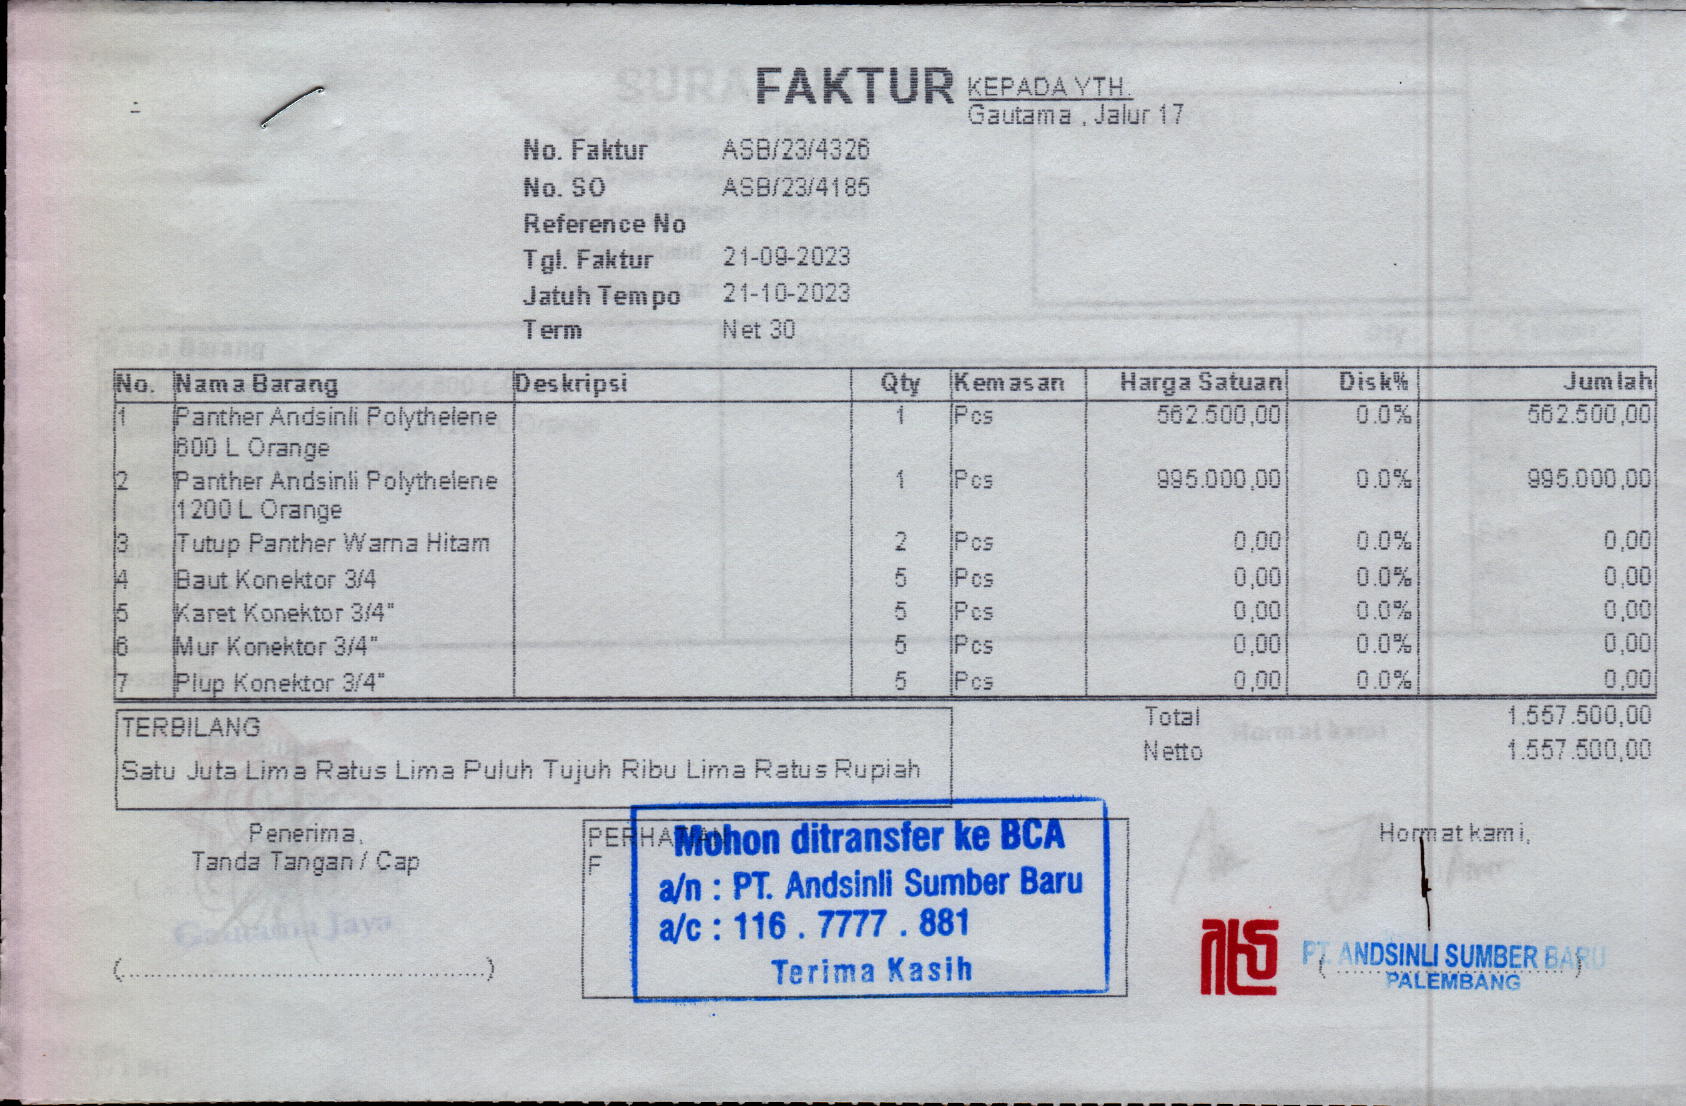 FAKTUR
KEPADA YTH.
Gautama , Jalur 17
No. Faktur ASB/23/4326
No. SO ASB/23/4185
Reference No
Tgl. Faktur 21-09-2023
Jatuh Tempo 21-10-2023
Term Net 30
No. Nama Barang Deskripsi Qty Kemasan Harga Satuan Disk% Jumlah
1 Panther Andsinli Polythelene 1 Pcs 562.500,00 0.0% 562.500,00
600 L Orange
2 Panther Andsinli Polythelene 1 Pcs 995.000,00 0.0% 995.000,00
1200 L Orange
3 Tutup Panther Warna Hitam 2 Pcs 0,00 0.0% 0,00
4 Baut Konektor 3/4 5 Pcs 0,00 0.0% 0,00
5 Karet Konektor 3/4" 5 Pcs 0,00 0.0% 0,00
6 Mur Konektor 3/4" 5 Pcs 0,00 0.0% 0,00
7 Plup Konektor 3/4" 5 Pcs 0,00 0.0% 0,00
TERBILANG
Satu Juta Lima Ratus Lima Puluh Tujuh Ribu Lima Ratus Rupiah
Total 1.557.500,00
Netto 1.557.500,00
Penerima,
Tanda Tangan / Cap
Gautama Jaya
PERHATIAN
F
Mohon ditransfer ke BCA
a/n : PT. Andsinli Sumber Baru
a/c : 116 . 7777 . 881
Terima Kasih
Hormat kami,
PT. ANDSINLI SUMBER BARU
PALEMBANG